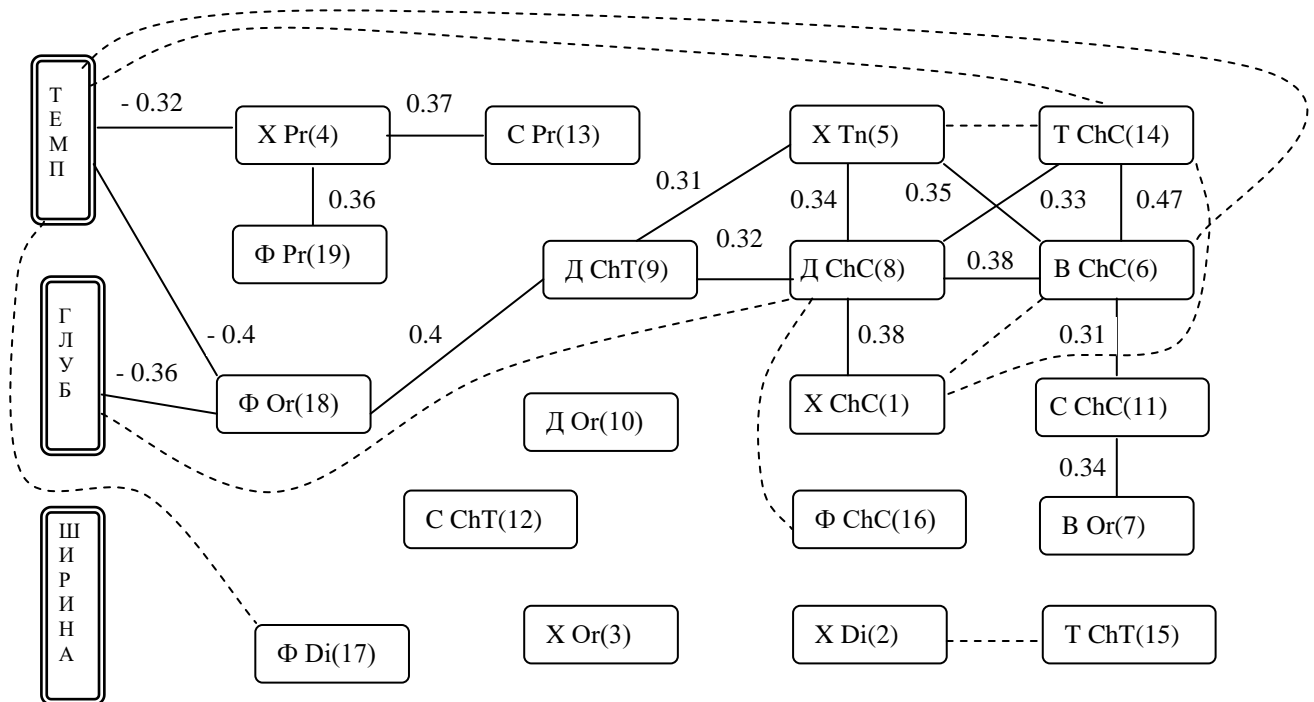 ТЕМП
- 0.32
Х Pr(4)
0.37
С Pr(13)
Х Tn(5)
Т ChC(14)
0.36
0.31
0.34
0.35
0.33
0.47
Ф Pr(19)
Д ChT(9)
0.32
Д ChC(8)
0.38
В ChC(6)
ГЛУБ
- 0.4
0.4
0.38
0.31
- 0.36
Ф Or(18)
Д Or(10)
Х ChC(1)
С ChC(11)
0.34
С ChT(12)
Ф ChC(16)
В Or(7)
ШИРИНА
Ф Di(17)
Х Or(3)
Х Di(2)
Т ChT(15)